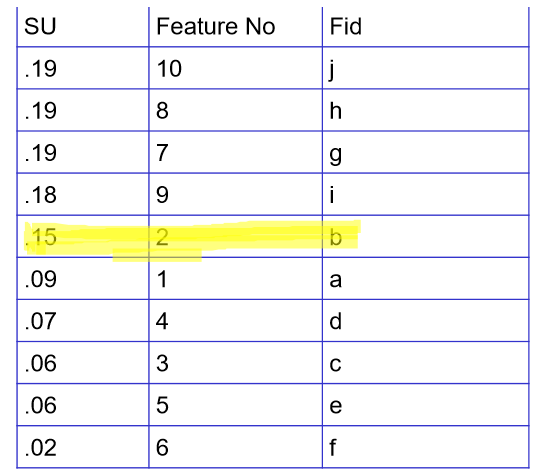 SU Feature No Fid
.19 10 j
.19 8 h
.19 7 g
.18 9 i
.15 2 b
.09 1 a
.07 4 d
.06 3 c
.06 5 e
.02 6 f